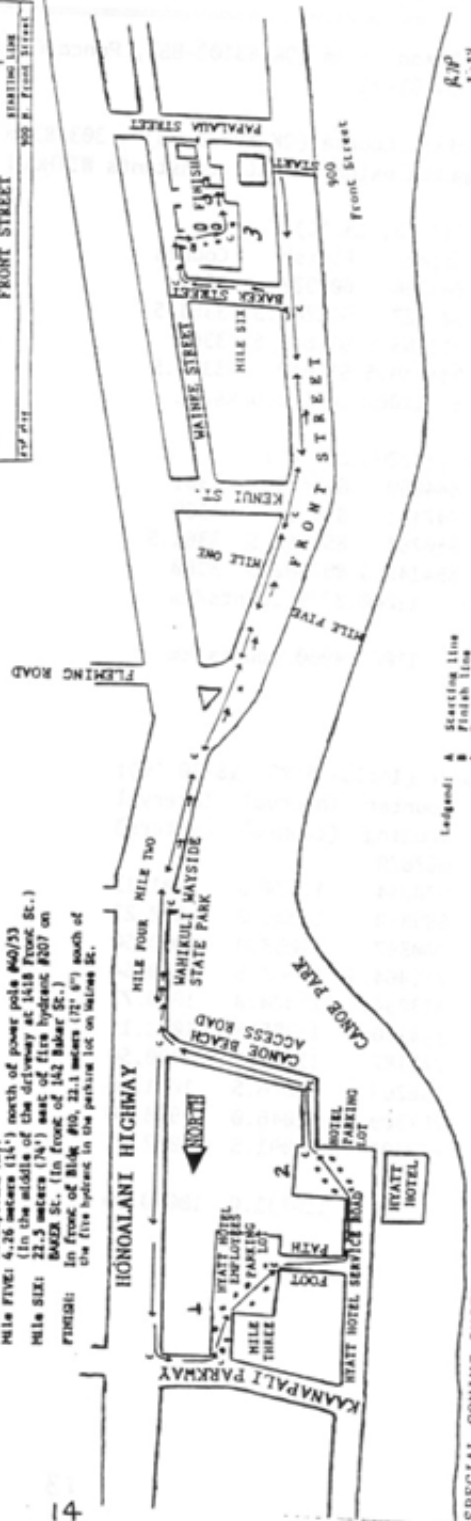 FRONT STREET
STARTING LINE
900 N. Front Street
Mile FIVE: 4.26 meters (14') north of power pole #40/53
(In the middle of the driveway at 1418 Front St.)
Mile SIX: 22.5 meters (74') east of fire hydrant #207 on
BAKER St. (In front of 142 Baker St.)
FINISH: In front of Bldg #10, 22.1 meters (72' 6") south of
the fire hydrant in the parking lot on Wainee St.
14
HONOALANI HIGHWAY
FLEMING ROAD
PAPALAUA STREET
FINISH
START
3
900
Front Street
BAKER STREET
WAINEE STREET
MILE SIX
KENUI ST.
FRONT STREET
MILE ONE
MILE FIVE
MILE TWO
MILE FOUR
WAHIKULI WAYSIDE
STATE PARK
CANOE BEACH
ACCESS ROAD
CANOE PARK
NORTH
1
2
HYATT HOTEL
EMPLOYEES
PARKING
LOT
MILE
THREE
FOOT
PATH
HOTEL
PARKING
LOT
HYATT
HOTEL
HYATT HOTEL SERVICE ROAD
KAANAPALI PARKWAY
Ledgend: A Starting line
B Finish line